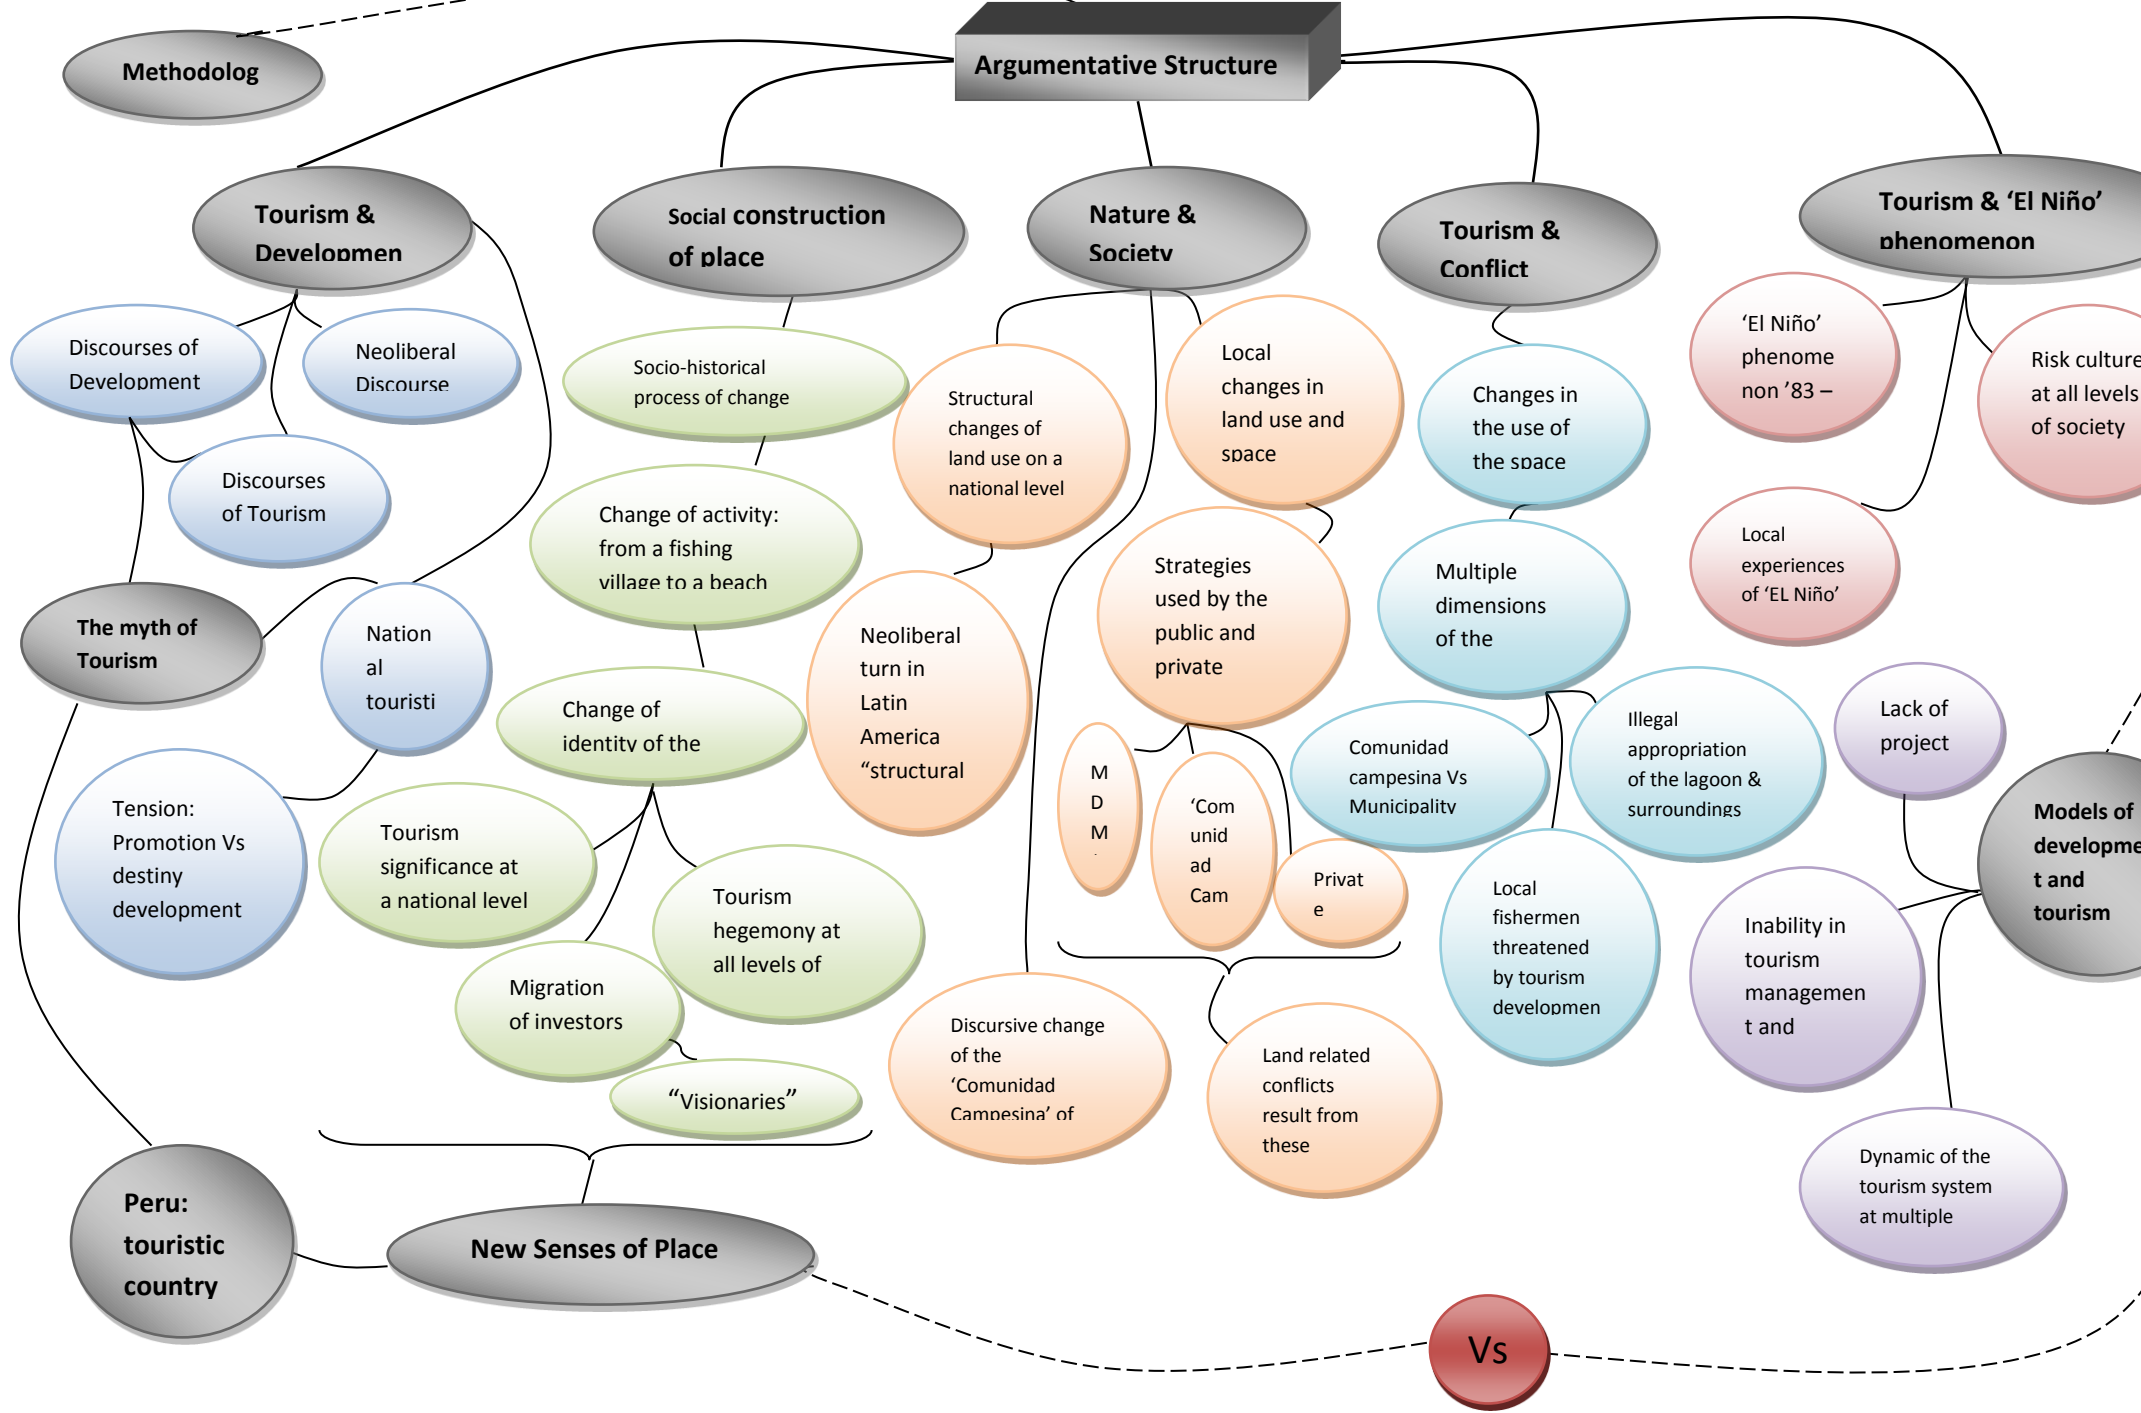 Argumentative Structure
Methodolog
Tourism &
Developmen
Social construction
of place
Nature &
Society
Tourism &
Conflict
Tourism & ‘El Niño’
phenomenon
Discourses of
Development
Neoliberal
Discourse
Discourses
of Tourism
The myth of
Tourism
Nation
al
touristi
Tension:
Promotion Vs
destiny
development
Peru:
touristic
country
Socio-historical
process of change
Change of activity:
from a fishing
village to a beach
Change of
identity of the
Tourism
significance at
a national level
Tourism
hegemony at
all levels of
Migration
of investors
“Visionaries”
New Senses of Place
Structural
changes of
land use on a
national level
Neoliberal
turn in
Latin
America
“structural
Local
changes in
land use and
space
Strategies
used by the
public and
private
M
D
M
‘Com
unid
ad
Cam
Privat
e
Discursive change
of the
‘Comunidad
Campesina’ of
Land related
conflicts
result from
these
Changes in
the use of
the space
Multiple
dimensions
of the
Comunidad
campesina Vs
Municipality
Illegal
appropriation
of the lagoon &
surroundings
Local
fishermen
threatened
by tourism
developmen
‘El Niño’
phenome
non ’83 –
Risk culture
at all levels
of society
Local
experiences
of ‘EL Niño’
Lack of
project
Models of
developme
t and
tourism
Inability in
tourism
managemen
t and
Dynamic of the
tourism system
at multiple
Vs